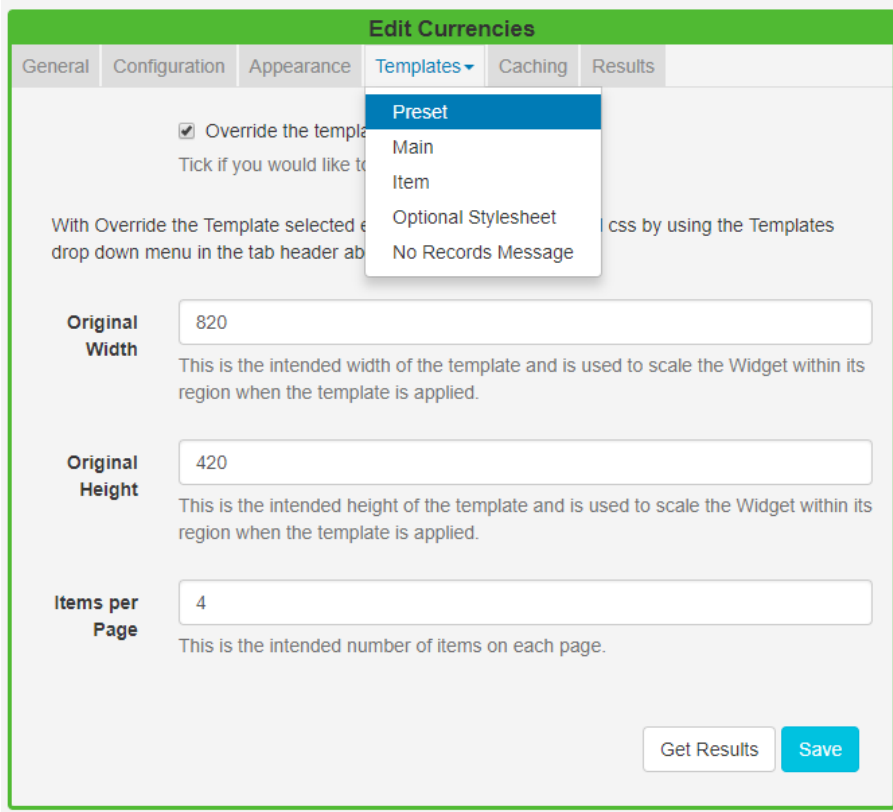 Edit Currencies
General Configuration Appearance Templates Caching Results
Preset
Main
Item
Optional Stylesheet
No Records Message
Override the
Tick if you would like
With Override the Template selected css by using the Templates
drop down menu in the tab header
Original
Width
820
This is the intended width of the template and is used to scale the Widget within its
region when the template is applied.
Original
Height
420
This is the intended height of the template and is used to scale the Widget within its
region when the template is applied.
Items per
Page
4
This is the intended number of items on each page.
Get Results Save